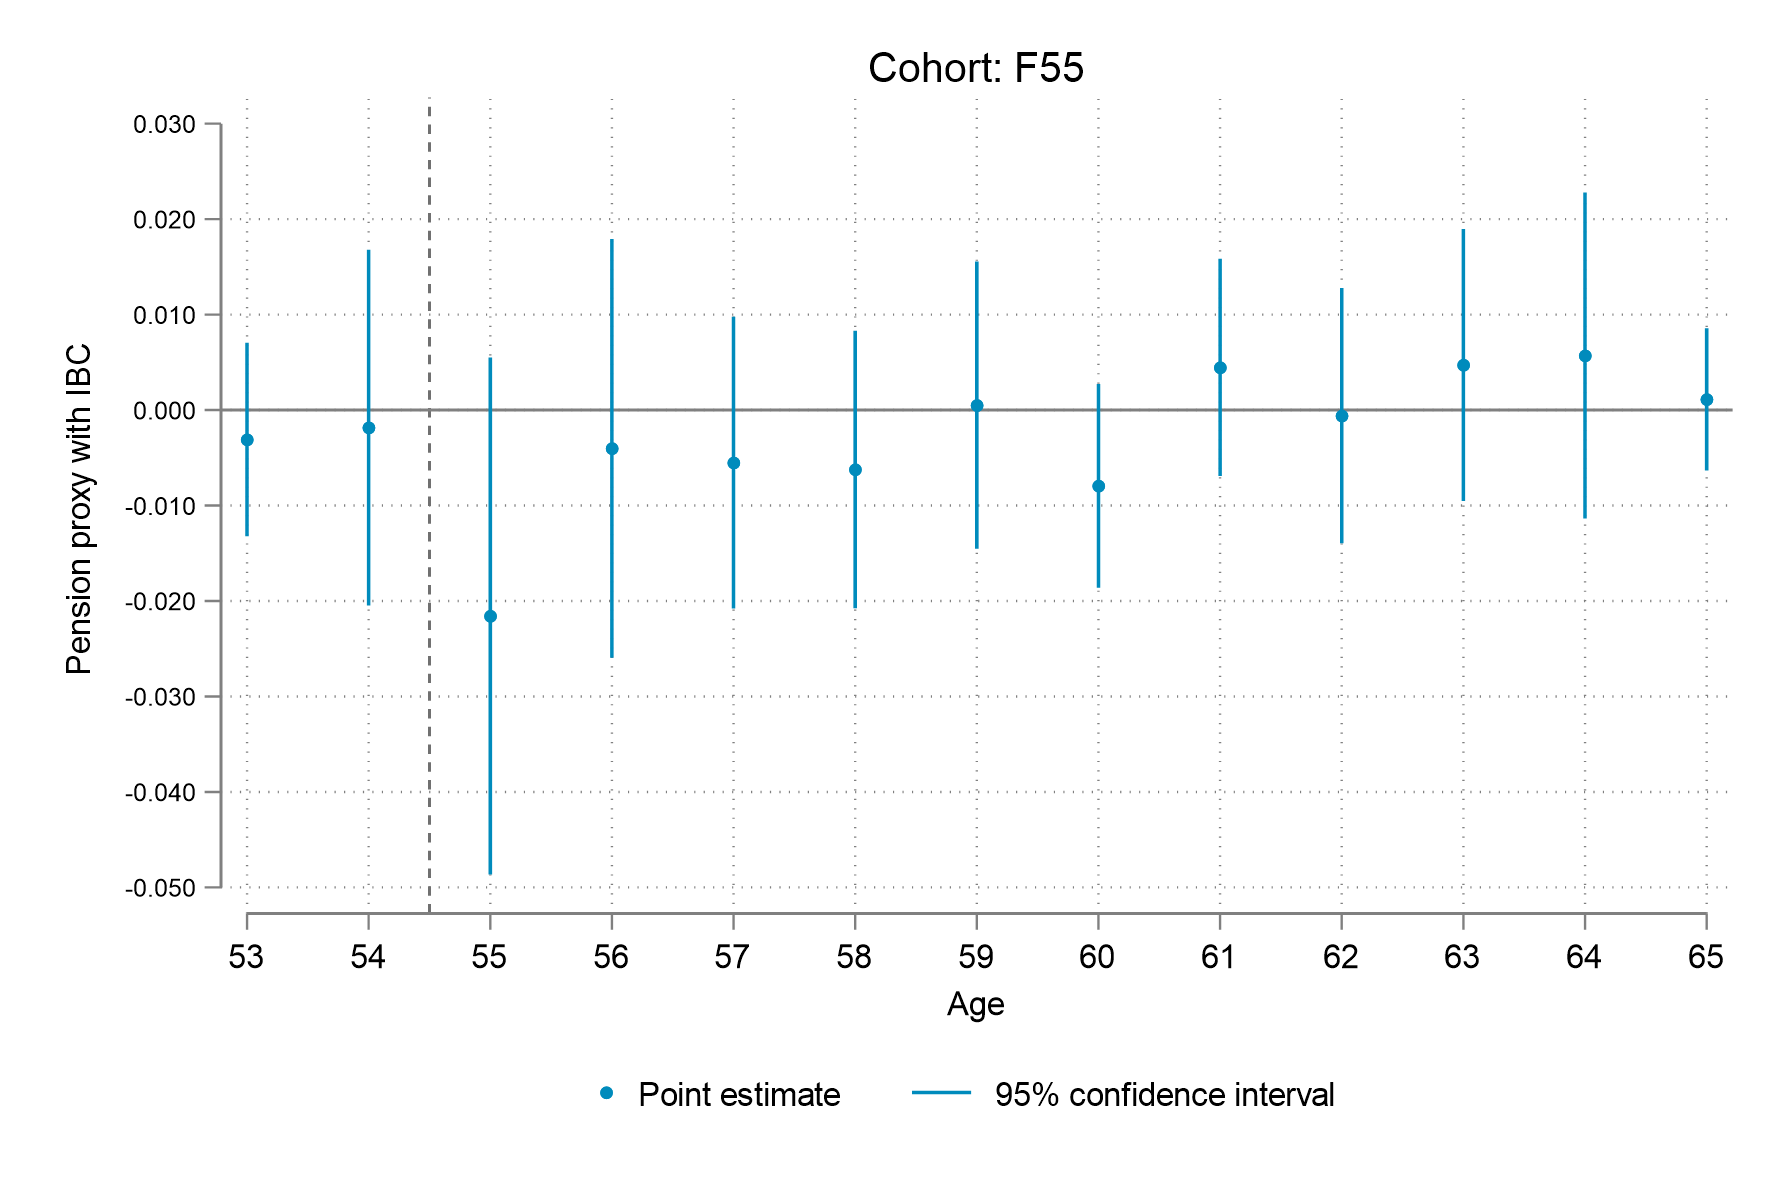 Cohort: F55
0.030
0.020
0.010
0.000
-0.010
-0.020
-0.030
-0.040
-0.050
Pension proxy with IBC
53 54 55 56 57 58 59 60 61 62 63 64 65
Age
Point estimate 95% confidence interval